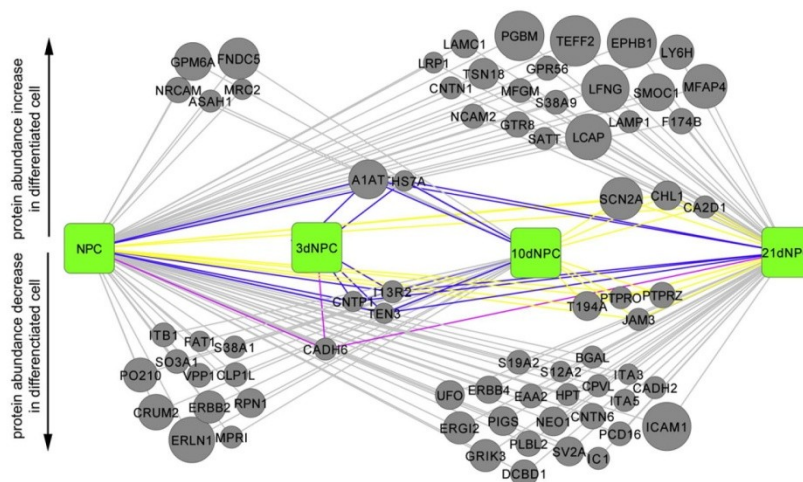 protein abundance increase
in differentiated cell
protein abundance decrease
in differenciated cell
GPM6A
FNDC5
NRCAM
MRC2
ASAH1
LAMC1
PGBM
TEFF2
EPHB1
LY6H
LRP1
TSN18
GPR56
CNTN1
MFGM
LFNG
SMOC1
MFAP4
S38A9
NCAM2
GTR8
SATT
LCAP
LAMP1
F174B
A1AT
HS7A
SCN2A
CHL1
CA2D1
NPC
3dNPC
10dNPC
21dNP
I13R2
CNTP1
TEN3
T194A
PTPRO
PTPRZ
JAM3
CADH6
ITB1
FAT1
S38A1
SO3A1
VPP1
CLP1L
PO210
CRUM2
ERBB2
RPN1
ERLN1
MPRI
S19A2
BGAL
S12A2
ITA3
UFO
ERBB4
EAA2
HPT
CPVL
CADH2
ITA5
ERGI2
PIGS
NEO1
CNTN6
ICAM1
PLBL2
PCD16
GRIK3
SV2A
IC1
DCBD1